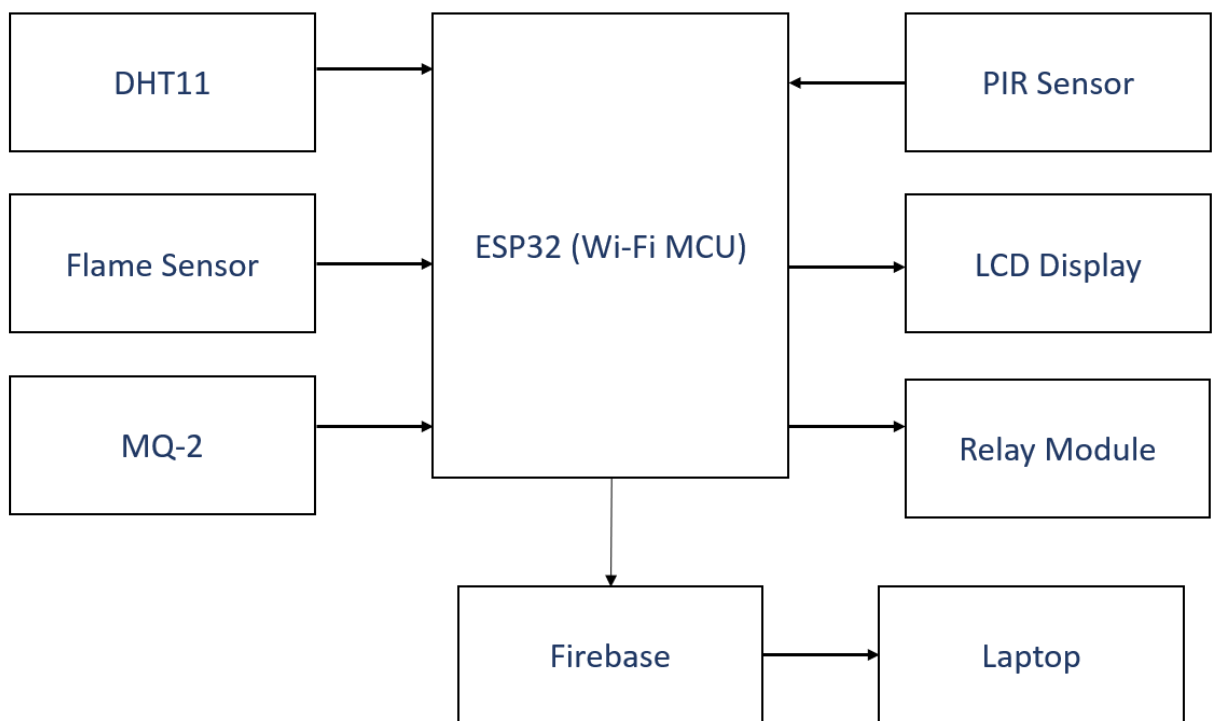 DHT11
ESP32 (Wi-Fi MCU)
PIR Sensor
Flame Sensor
LCD Display
MQ-2
Relay Module
Firebase
Laptop